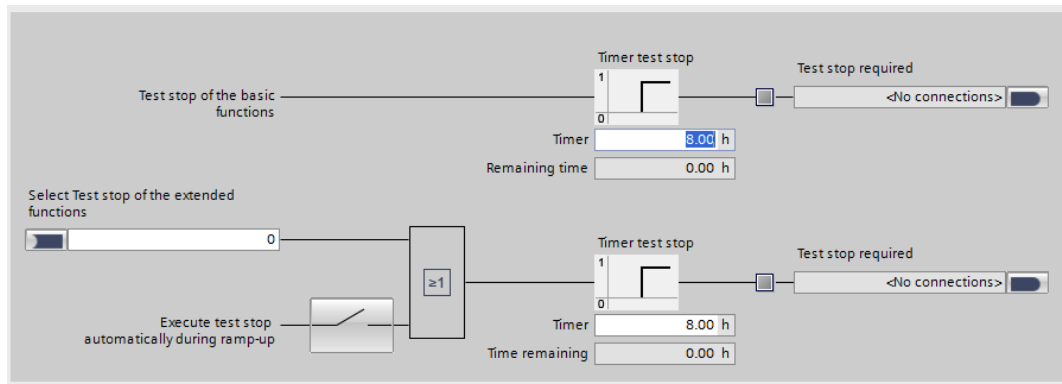 Timer test stop
Test stop required
1
0
Test stop of the basic
functions
<No connections>
Timer
8.00 h
Remaining time
0.00 h
Select Test stop of the extended
functions
0
≥1
Timer test stop
Test stop required
1
0
<No connections>
Execute test stop
automatically during ramp-up
Timer
8.00 h
Time remaining
0.00 h